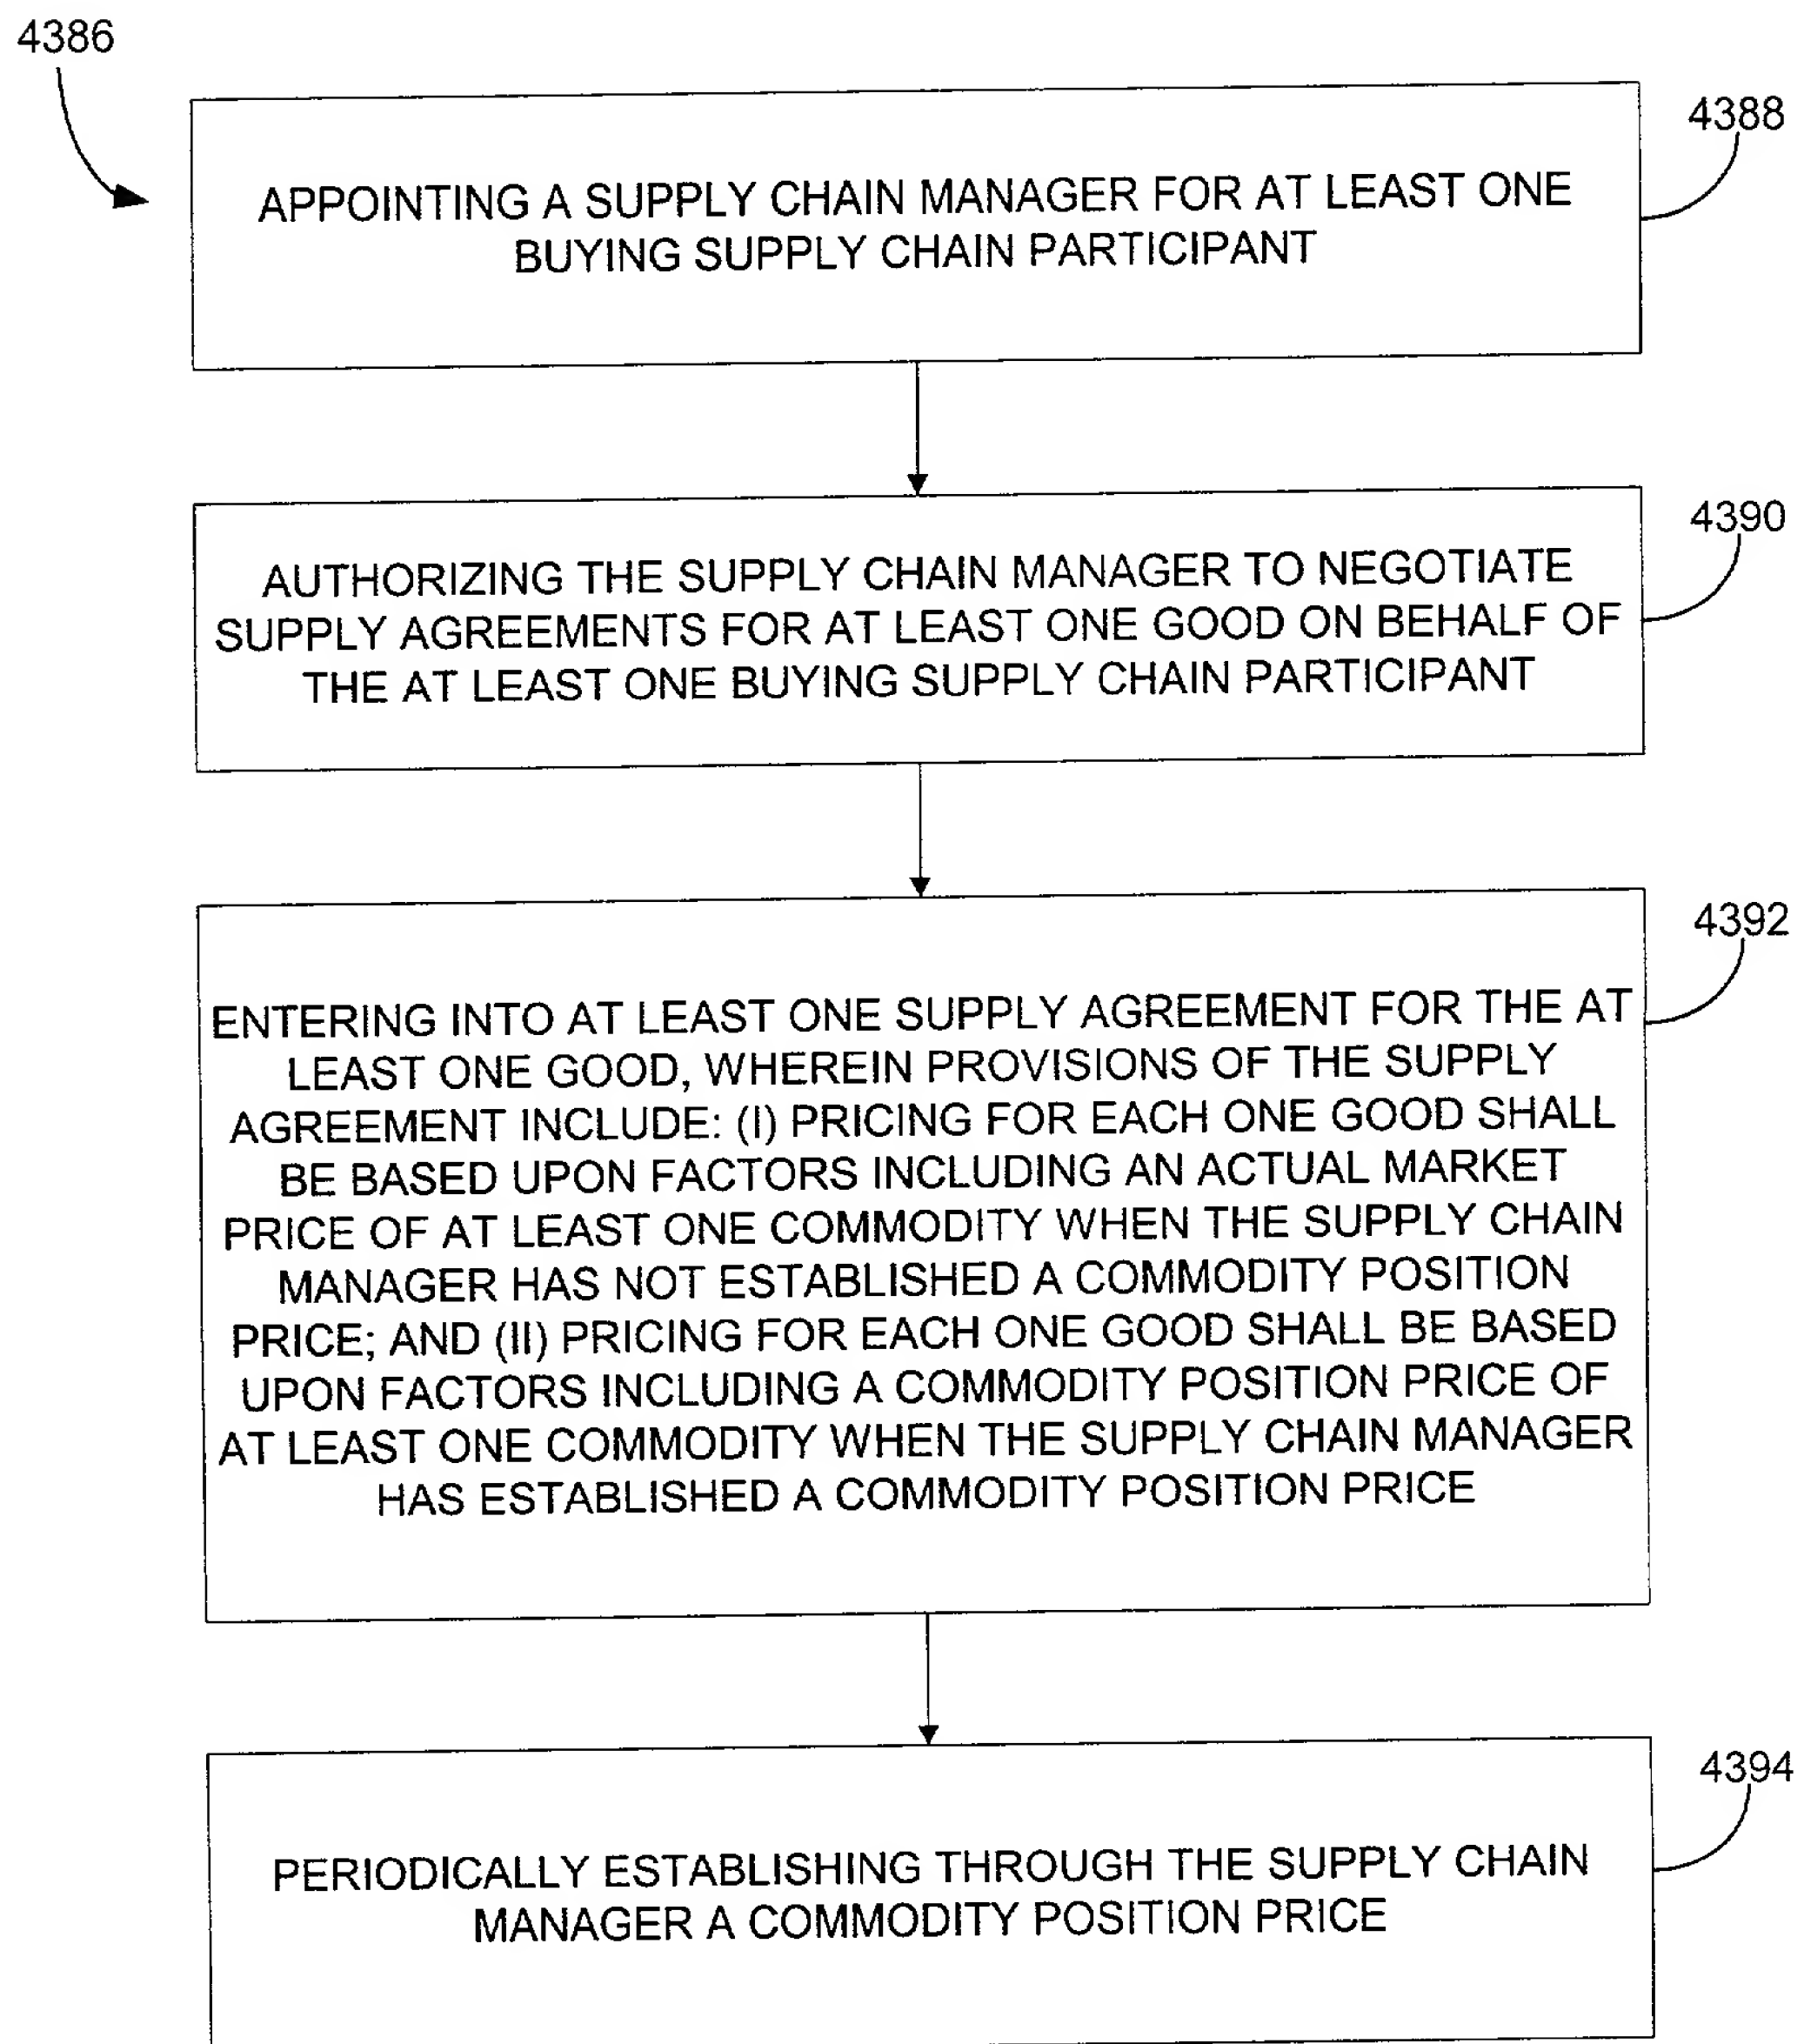 4386
4388
APPOINTING A SUPPLY CHAIN MANAGER FOR AT LEAST ONE
BUYING SUPPLY CHAIN PARTICIPANT
4390
AUTHORIZING THE SUPPLY CHAIN MANAGER TO NEGOTIATE
SUPPLY AGREEMENTS FOR AT LEAST ONE GOOD ON BEHALF OF
THE AT LEAST ONE BUYING SUPPLY CHAIN PARTICIPANT
4392
ENTERING INTO AT LEAST ONE SUPPLY AGREEMENT FOR THE AT
LEAST ONE GOOD, WHEREIN PROVISIONS OF THE SUPPLY
AGREEMENT INCLUDE: (I) PRICING FOR EACH ONE GOOD SHALL
BE BASED UPON FACTORS INCLUDING AN ACTUAL MARKET
PRICE OF AT LEAST ONE COMMODITY WHEN THE SUPPLY CHAIN
MANAGER HAS NOT ESTABLISHED A COMMODITY POSITION
PRICE; AND (II) PRICING FOR EACH ONE GOOD SHALL BE BASED
UPON FACTORS INCLUDING A COMMODITY POSITION PRICE OF
AT LEAST ONE COMMODITY WHEN THE SUPPLY CHAIN MANAGER
HAS ESTABLISHED A COMMODITY POSITION PRICE
4394
PERIODICALLY ESTABLISHING THROUGH THE SUPPLY CHAIN
MANAGER A COMMODITY POSITION PRICE